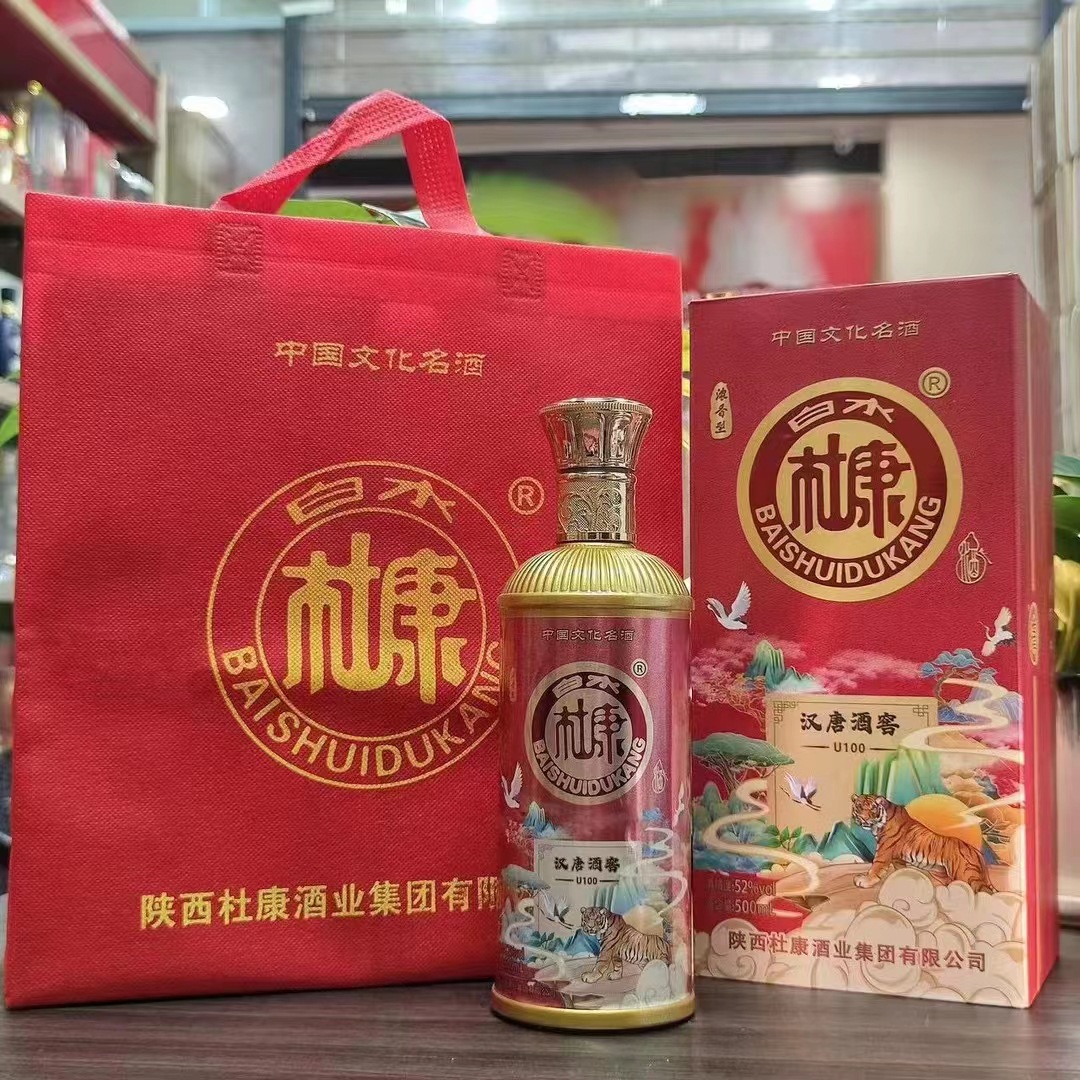 中国文化名酒
白水
杜康
®
BAISHUIDUKANG
陕西杜康酒业集团有限
中国文化名酒
白水
杜康
®
BAISHUIDUKANG
汉唐酒窖
U100
中国文化名酒
浓香型
白水
杜康
®
BAISHUIDUKANG
酒
汉唐酒窖
U100
:52%vol
:500mL
陕西杜康酒业集团有限公司